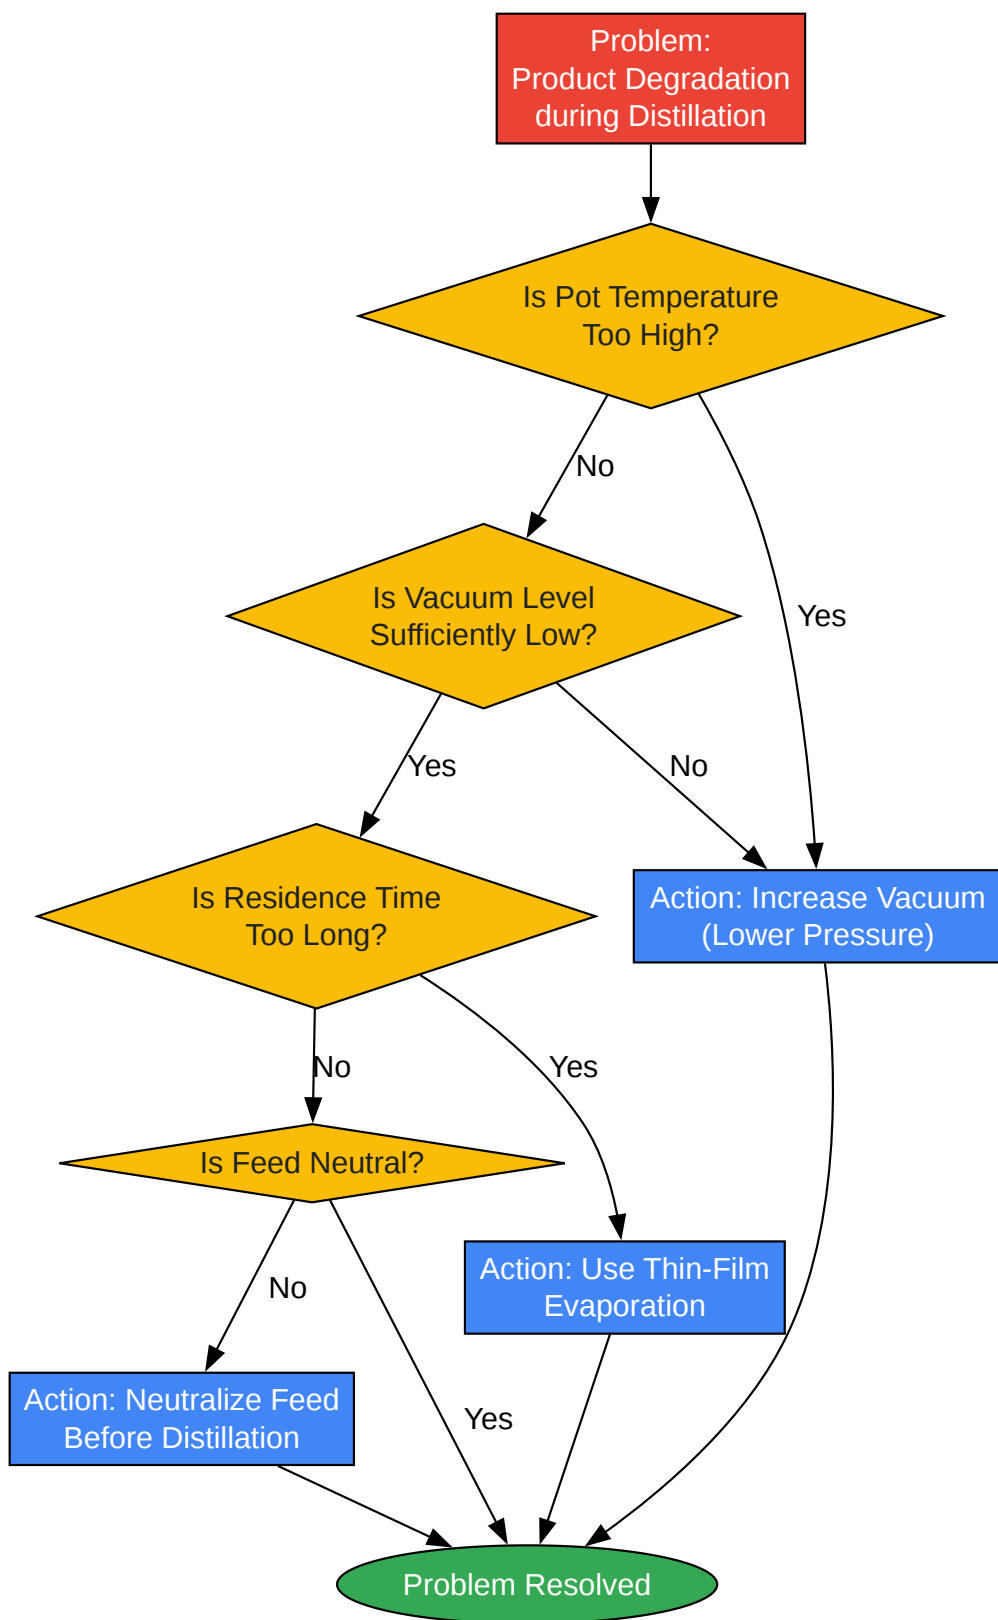 Problem:
Product Degradation
during Distillation
Is Pot Temperature
Too High?
No
Is Vacuum Level
Sufficiently Low?
Yes
Yes
No
Is Residence Time
Too Long?
Action: Increase Vacuum
(Lower Pressure)
No
Yes
Is Feed Neutral?
Action: Use Thin-Film
Evaporation
No
Action: Neutralize Feed
Before Distillation
Yes
Problem Resolved